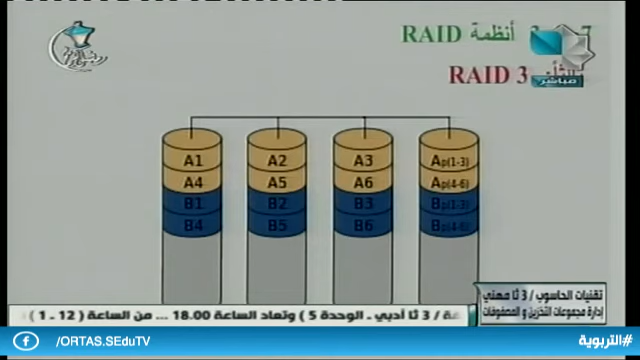 أنظمة RAID
RAID 3
مباشر
A1 A2 A3 Ap(1-3)
A4 A5 A6 Ap(4-6)
B1 B2 B3 Bp(1-3)
B4 B5 B6 Bp(4-6)
تقنيات الحاسوب / 3 ثا مهني
إدارة مجموعات التخزين و المصفوفات
/ 3 ثا أدبي - الوحدة 5 ) وتعاد الساعة 18.00 ... من الساعة ( 12 - 1 )
/ORTAS.SEduTV
#التربوية